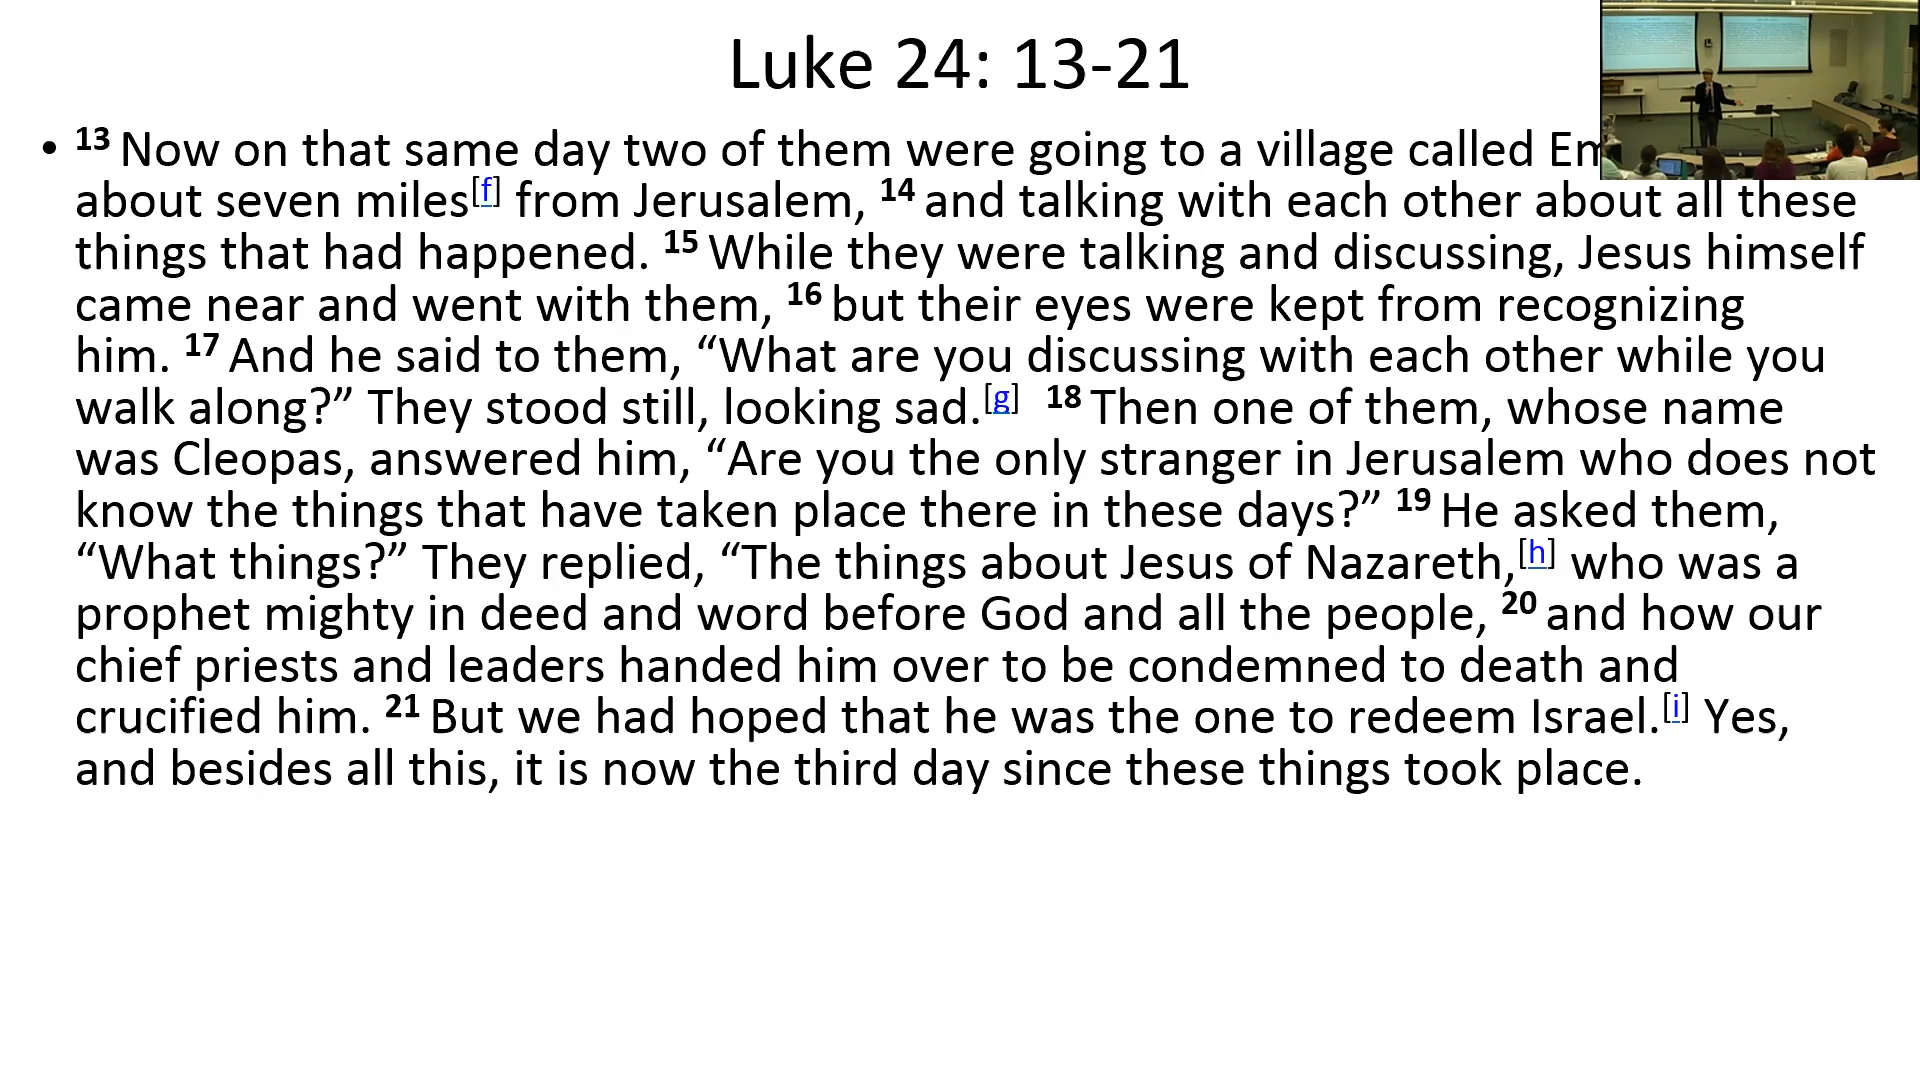 Luke 24: 13-21
• 13 Now on that same day two of them were going to a village called
about seven miles[f] from Jerusalem, 14 and talking with each other about all these
things that had happened. 15 While they were talking and discussing, Jesus himself
came near and went with them, 16 but their eyes were kept from recognizing
him. 17 And he said to them, “What are you discussing with each other while you
walk along?” They stood still, looking sad.[g] 18 Then one of them, whose name
was Cleopas, answered him, “Are you the only stranger in Jerusalem who does not
know the things that have taken place there in these days?” 19 He asked them,
“What things?” They replied, “The things about Jesus of Nazareth,[h] who was a
prophet mighty in deed and word before God and all the people, 20 and how our
chief priests and leaders handed him over to be condemned to death and
crucified him. 21 But we had hoped that he was the one to redeem Israel.[i] Yes,
and besides all this, it is now the third day since these things took place.